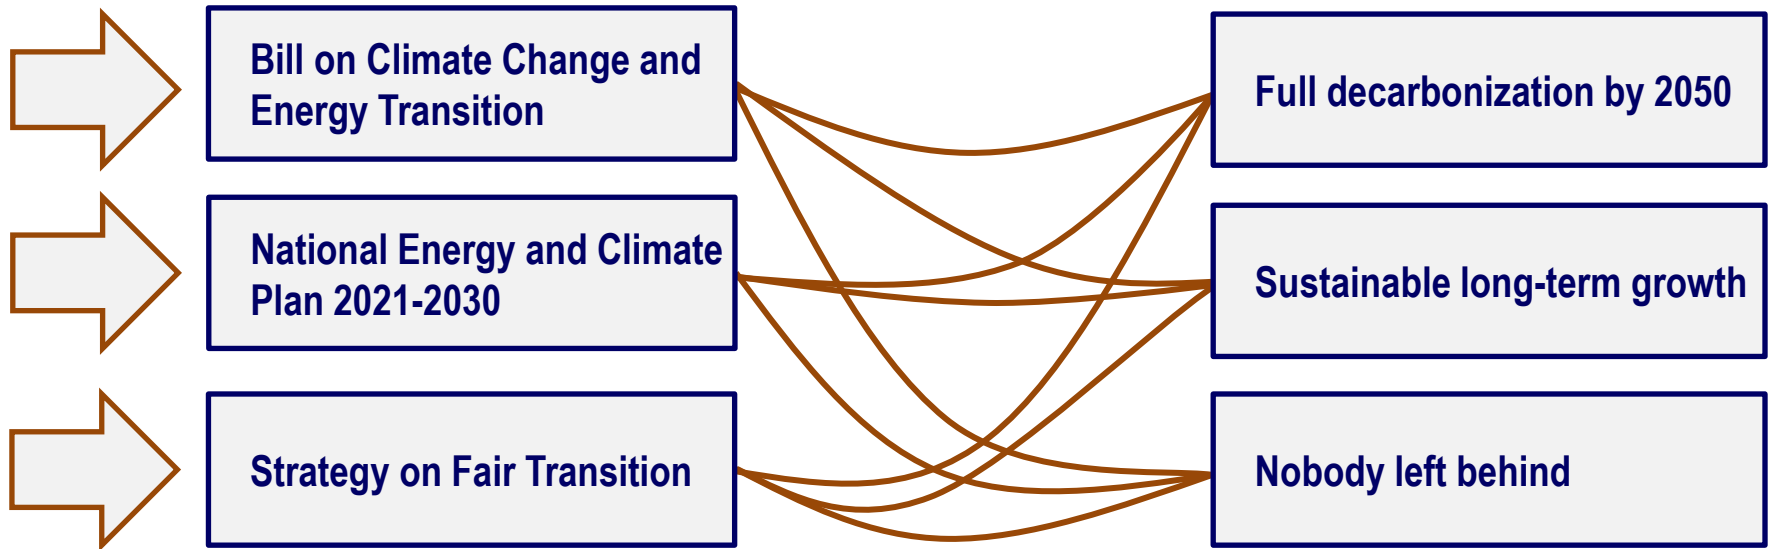 Bill on Climate Change and
Energy Transition
Full decarbonization by 2050
National Energy and Climate
Plan 2021-2030
Sustainable long-term growth
Strategy on Fair Transition
Nobody left behind